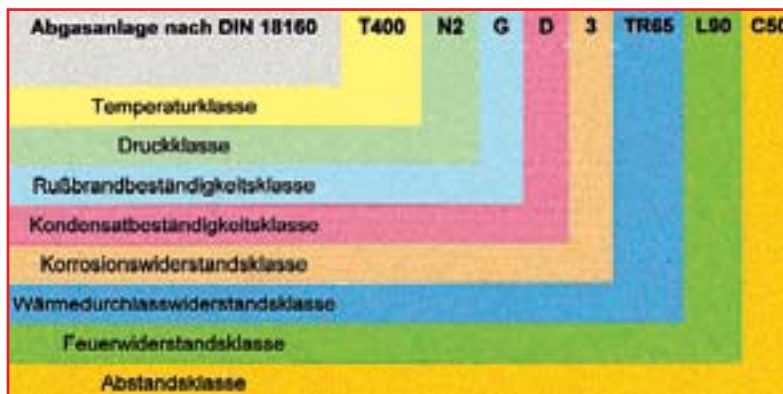 Abgasanlage nach DIN 18160 T400 N2 G D 3 TR65 L90 C50
Temperaturklasse
Druckklasse
Rußbrandbeständigkeitsklasse
Kondensatbeständigkeitsklasse
Korrosionswiderstandsklasse
Wärmedurchlasswiderstandsklasse
Feuerwiderstandsklasse
Abstandsklasse